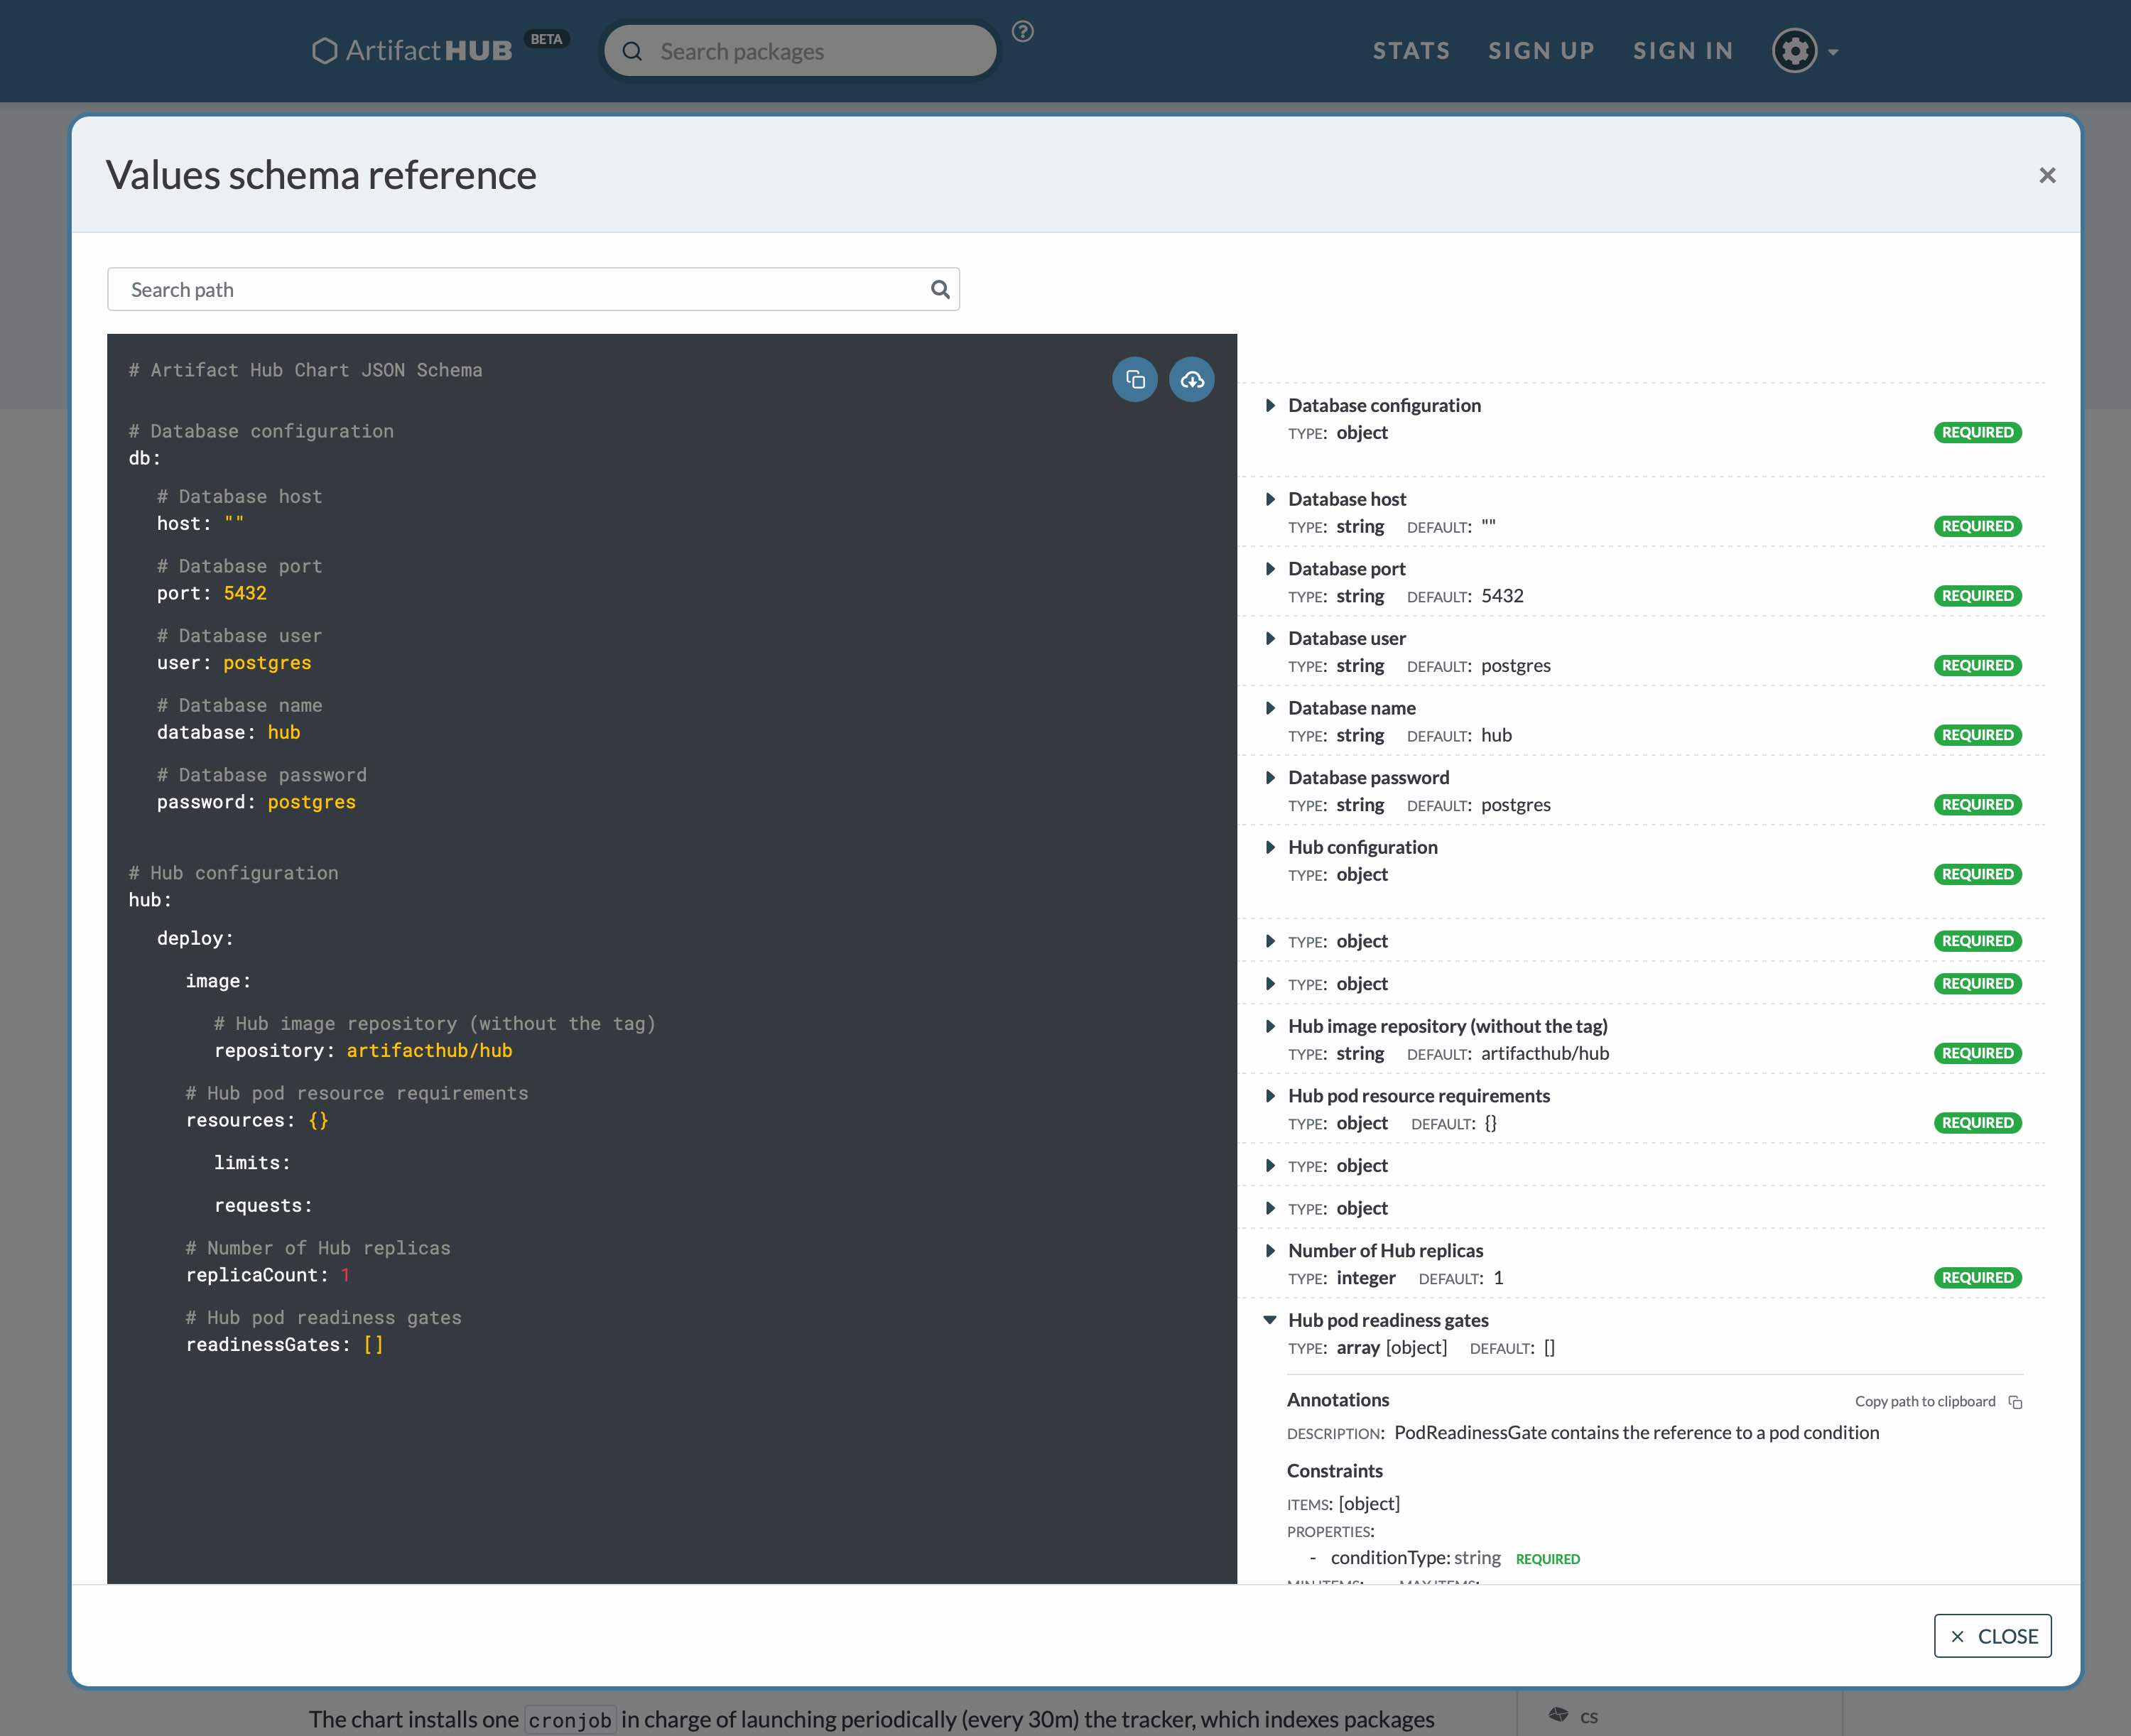 ArtifactHUB BETA Search packages STATS SIGN UP SIGN IN
Values schema reference
Search path
# Artifact Hub Chart JSON Schema
# Database configuration
db:
# Database host
host: ""
# Database port
port: 5432
# Database user
user: postgres
# Database name
database: hub
# Database password
password: postgres
# Hub configuration
hub:
deploy:
image:
# Hub image repository (without the tag)
repository: artifacthub/hub
# Hub pod resource requirements
resources: {}
limits:
requests:
# Number of Hub replicas
replicaCount: 1
# Hub pod readiness gates
readinessGates: []
Database configuration
TYPE: object REQUIRED
Database host
TYPE: string DEFAULT: "" REQUIRED
Database port
TYPE: string DEFAULT: 5432 REQUIRED
Database user
TYPE: string DEFAULT: postgres REQUIRED
Database name
TYPE: string DEFAULT: hub REQUIRED
Database password
TYPE: string DEFAULT: postgres REQUIRED
Hub configuration
TYPE: object REQUIRED
TYPE: object REQUIRED
TYPE: object REQUIRED
Hub image repository (without the tag)
TYPE: string DEFAULT: artifacthub/hub REQUIRED
Hub pod resource requirements
TYPE: object DEFAULT: {} REQUIRED
TYPE: object
TYPE: object
Number of Hub replicas
TYPE: integer DEFAULT: 1 REQUIRED
Hub pod readiness gates
TYPE: array [object] DEFAULT: []
Annotations Copy path to clipboard
DESCRIPTION: PodReadinessGate contains the reference to a pod condition
Constraints
ITEMS: [object]
PROPERTIES:
- conditionType: string REQUIRED
MIN ITEMS: MAX ITEMS:
CLOSE
The chart installs one cronjob in charge of launching periodically (every 30m) the tracker, which indexes packages
CS